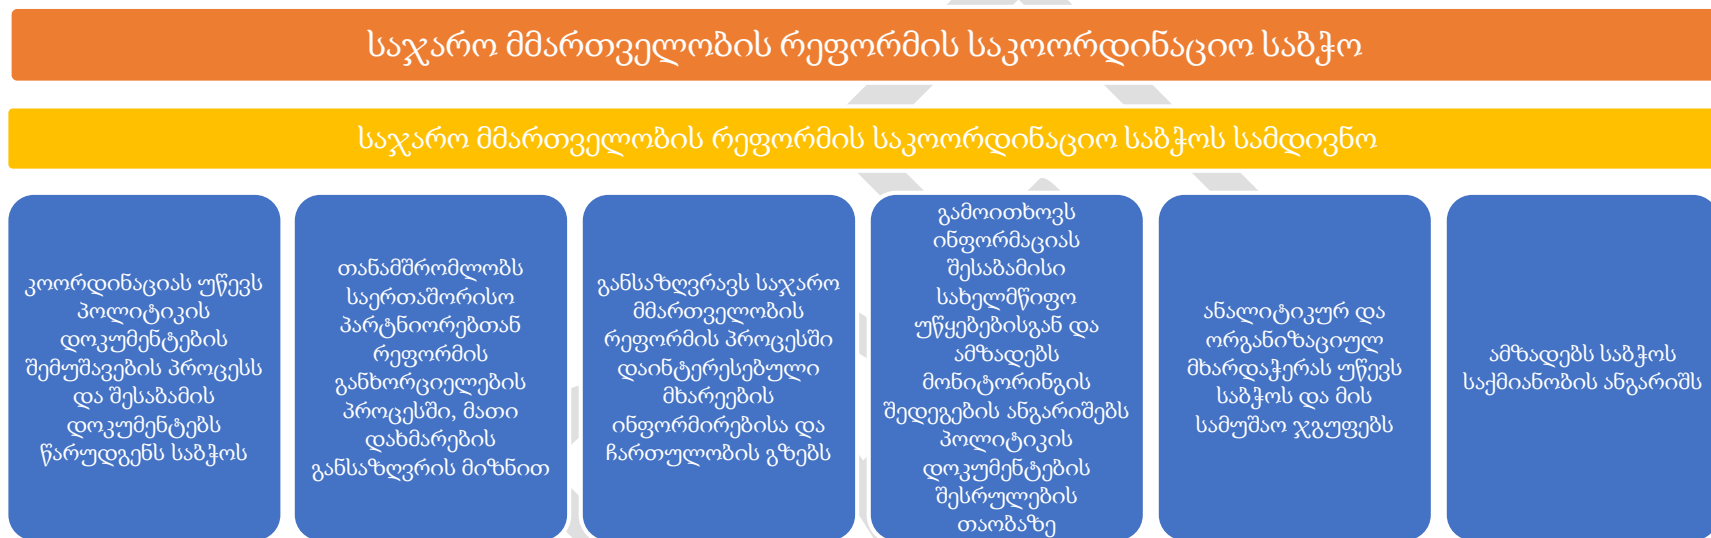 საჯარო მმართველობის რეფორმის საკოორდინაციო საბჭო
საჯარო მმართველობის რეფორმის საკოორდინაციო საბჭოს სამდივნო
კოორდინაციას უწევს
პოლიტიკის
დოკუმენტების
შემუშავების პროცესს
და შესაბამის
დოკუმენტებს
წარუდგენს საბჭოს
თანამშრომლობს
საერთაშორისო
პარტნიორებთან
რეფორმის
განხორციელების
პროცესში, მათი
დახმარების
განსაზღვრის მიზნით
განსაზღვრავს საჯარო
მმართველობის
რეფორმის პროცესში
დაინტერესებული
მხარეების
ინფორმირებისა და
ჩართულობის გზებს
გამოითხოვს
ინფორმაციას
შესაბამისი
სახელმწიფო
უწყებებისგან და
ამზადებს
მონიტორინგის
შედეგების ანგარიშებს
პოლიტიკის
დოკუმენტების
შესრულების
თაობაზე
ანალიტიკურ და
ორგანიზაციულ
მხარდაჭერას უწევს
საბჭოს და მის
სამუშაო ჯგუფებს
ამზადებს საბჭოს
საქმიანობის ანგარიშს